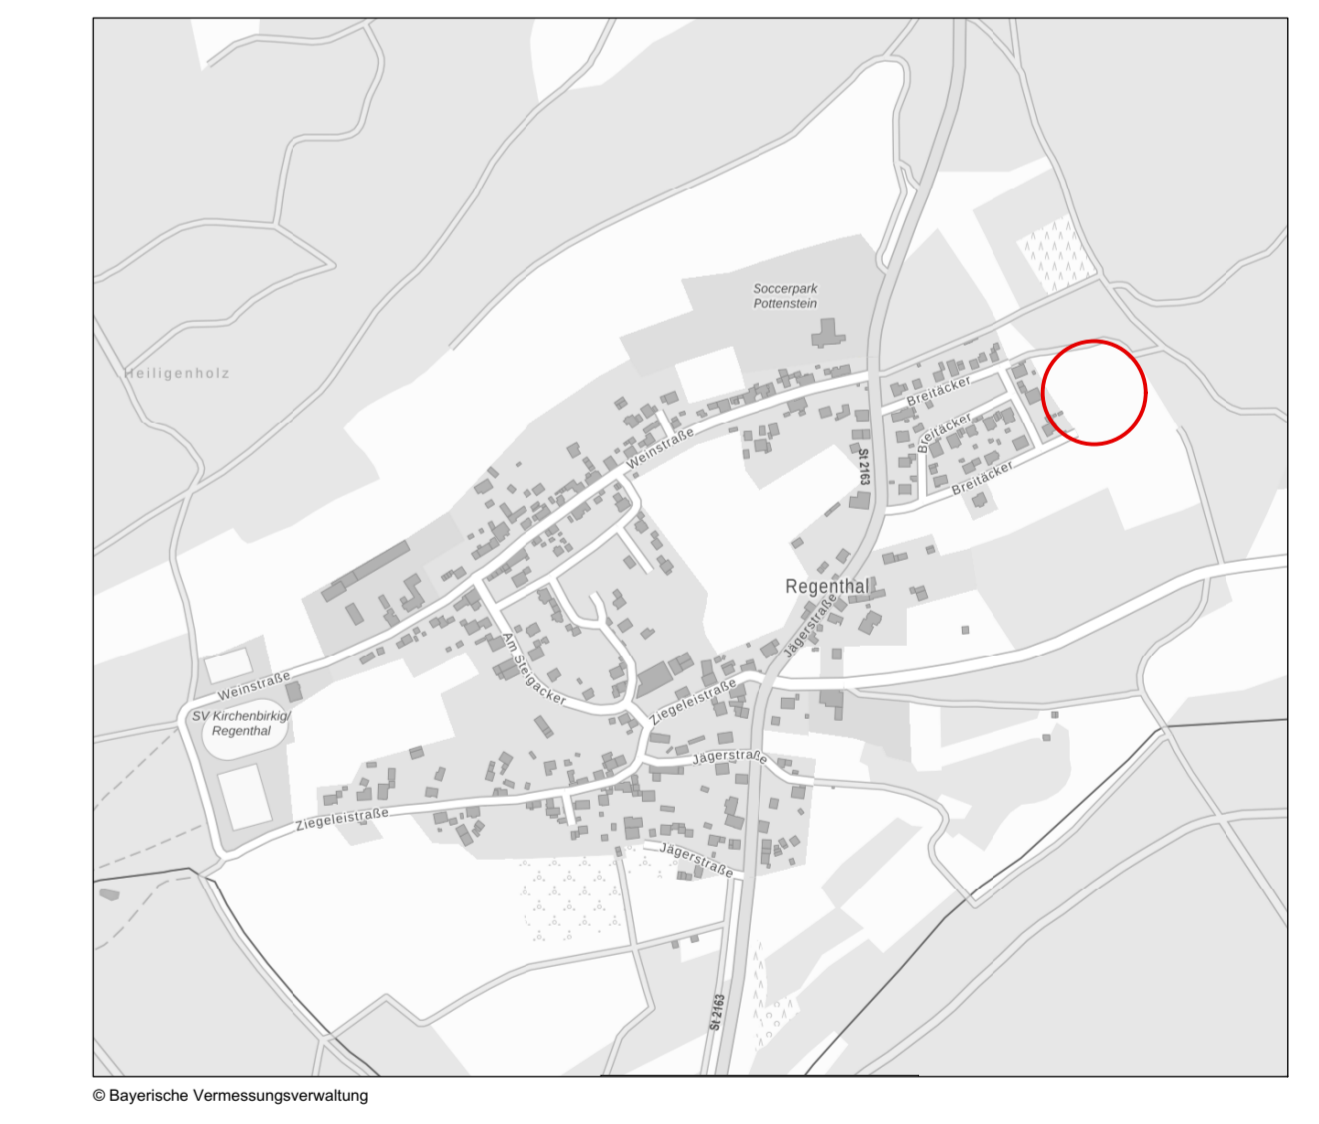 Soccerpark
Pottenstein
Heiligenholz
Breitäcker
Breitäcker
Weinstraße
St 2163
Breitäcker
Regenthal
Jägerstraße
Am Steigäcker
Weinstraße
Ziegeleistraße
SV Kirchenbirkig/
Regenthal
Jägerstraße
Ziegeleistraße
Jägerstraße
St 2163
© Bayerische Vermessungsverwaltung